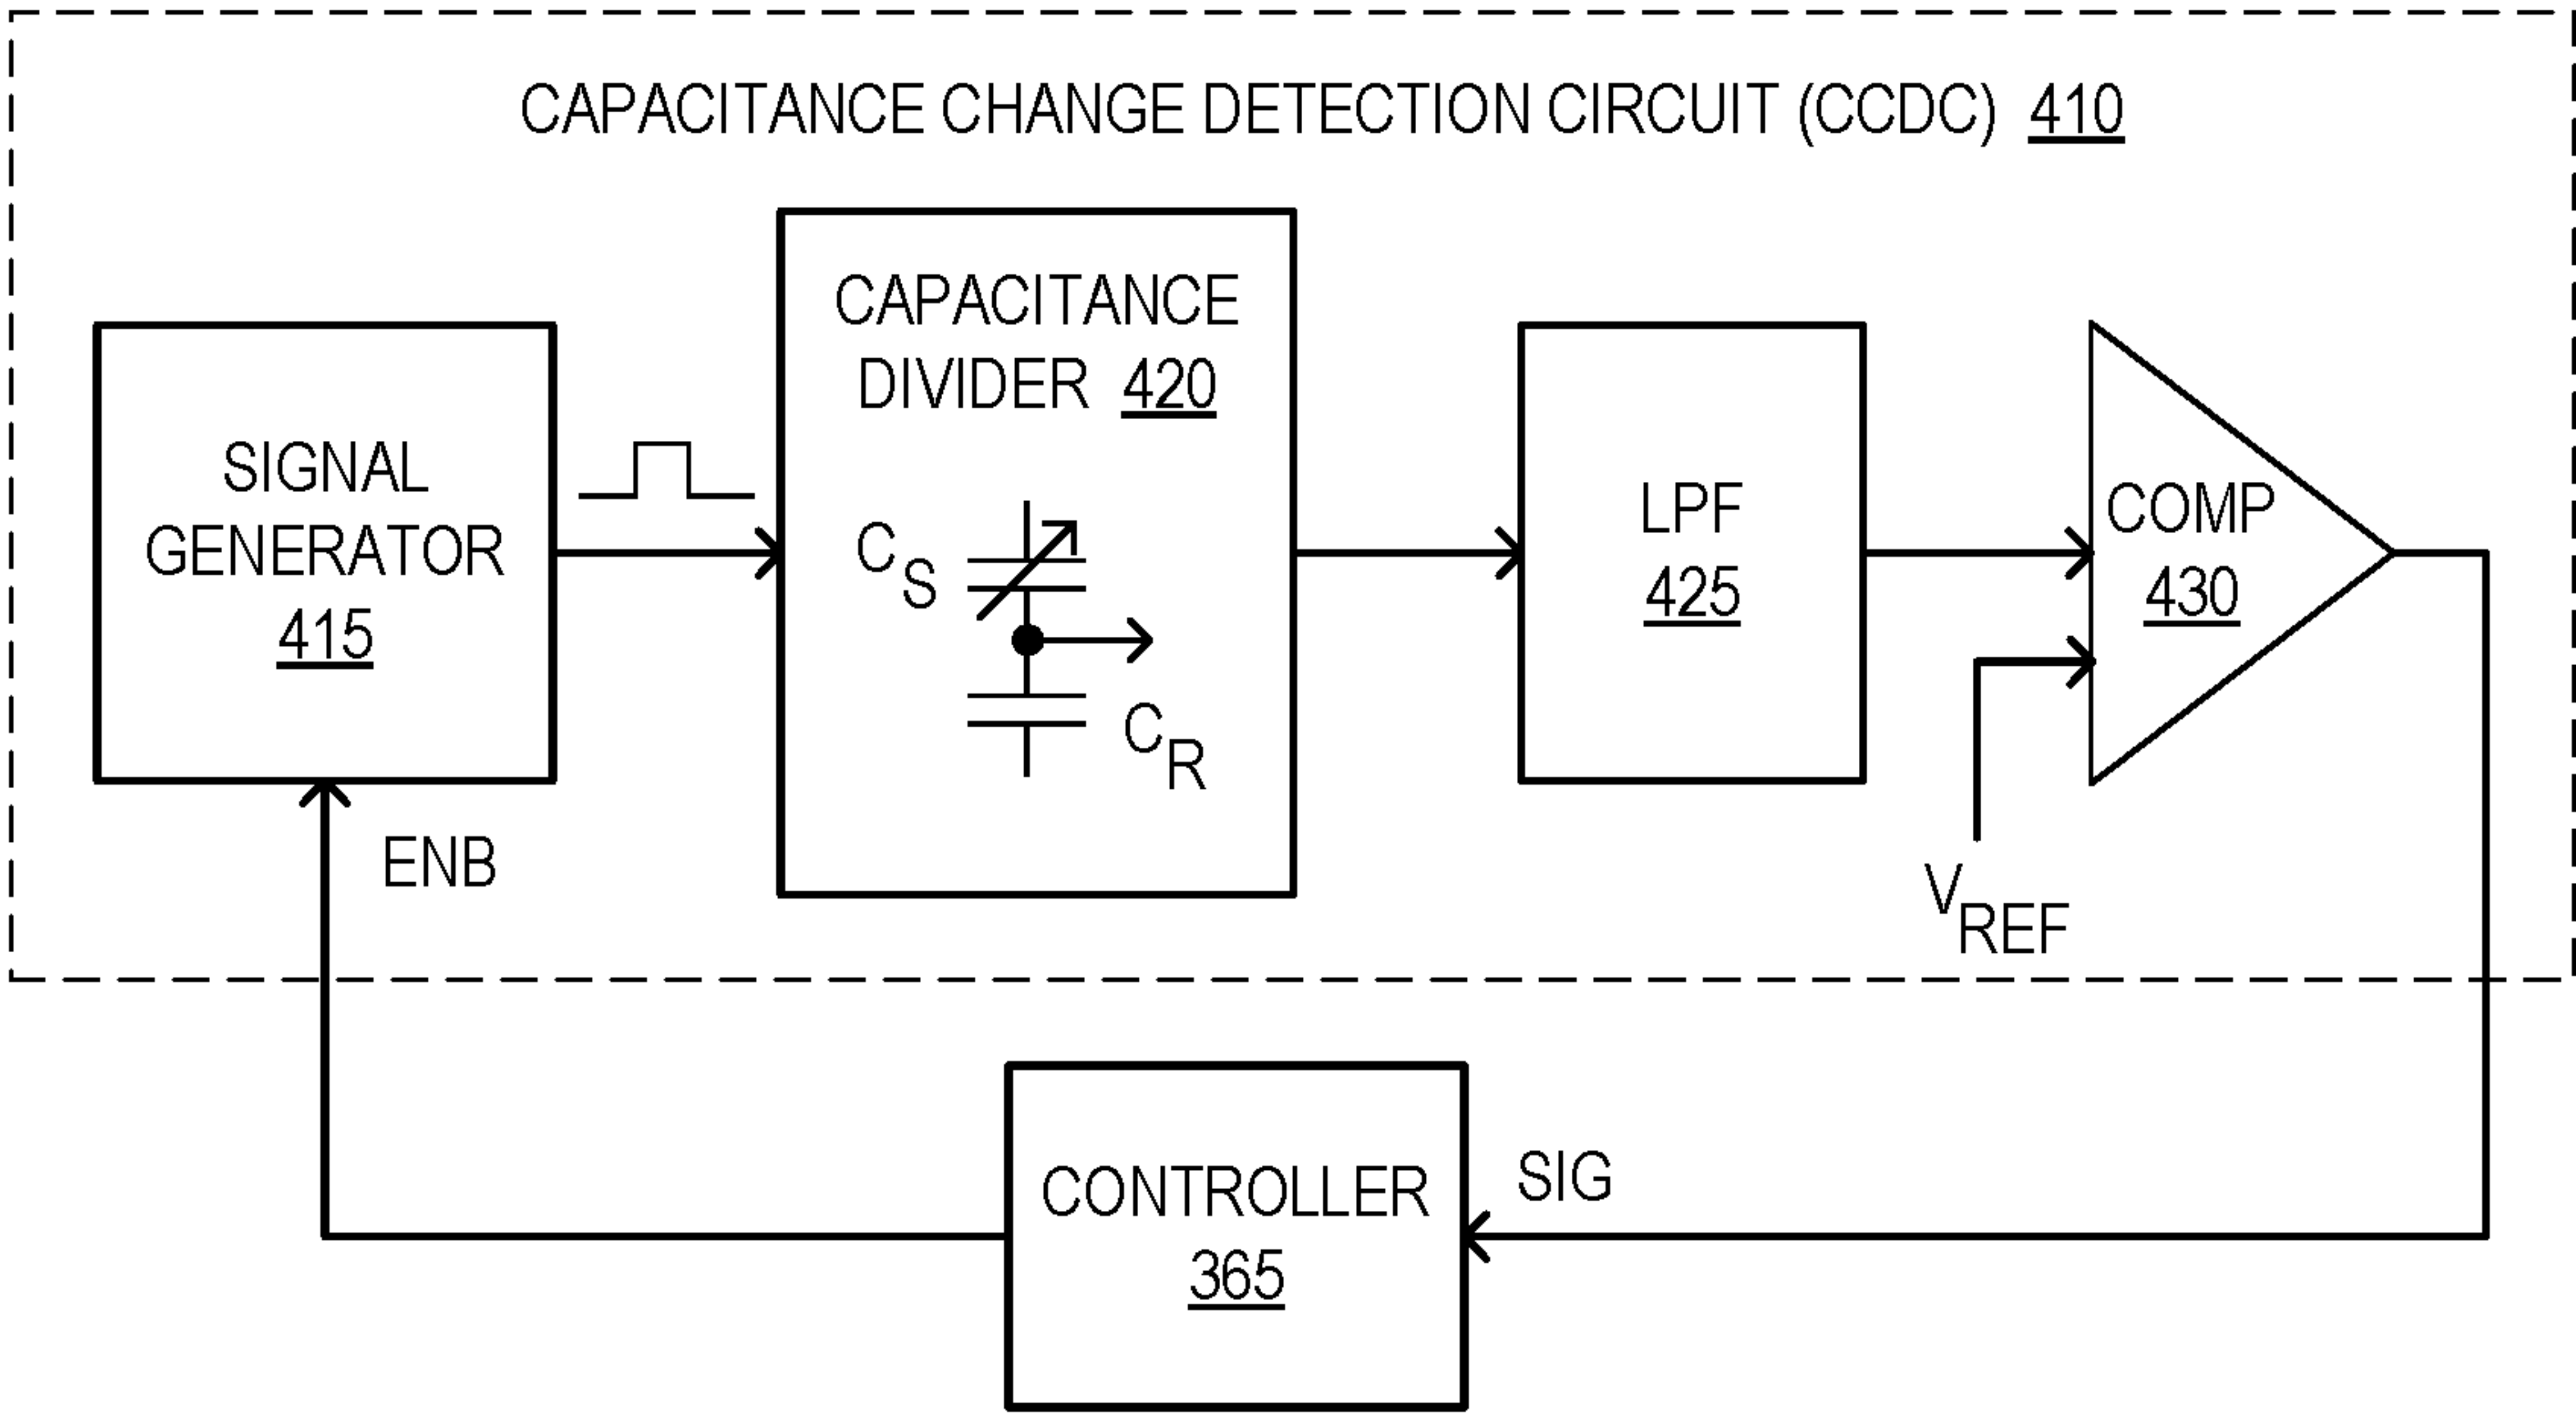 CAPACITANCE CHANGE DETECTION CIRCUIT (CCDC) 410
SIGNAL
GENERATOR
415
CAPACITANCE
DIVIDER 420
CS
CR
LPF
425
COMP
430
VREF
ENB
CONTROLLER
365
SIG